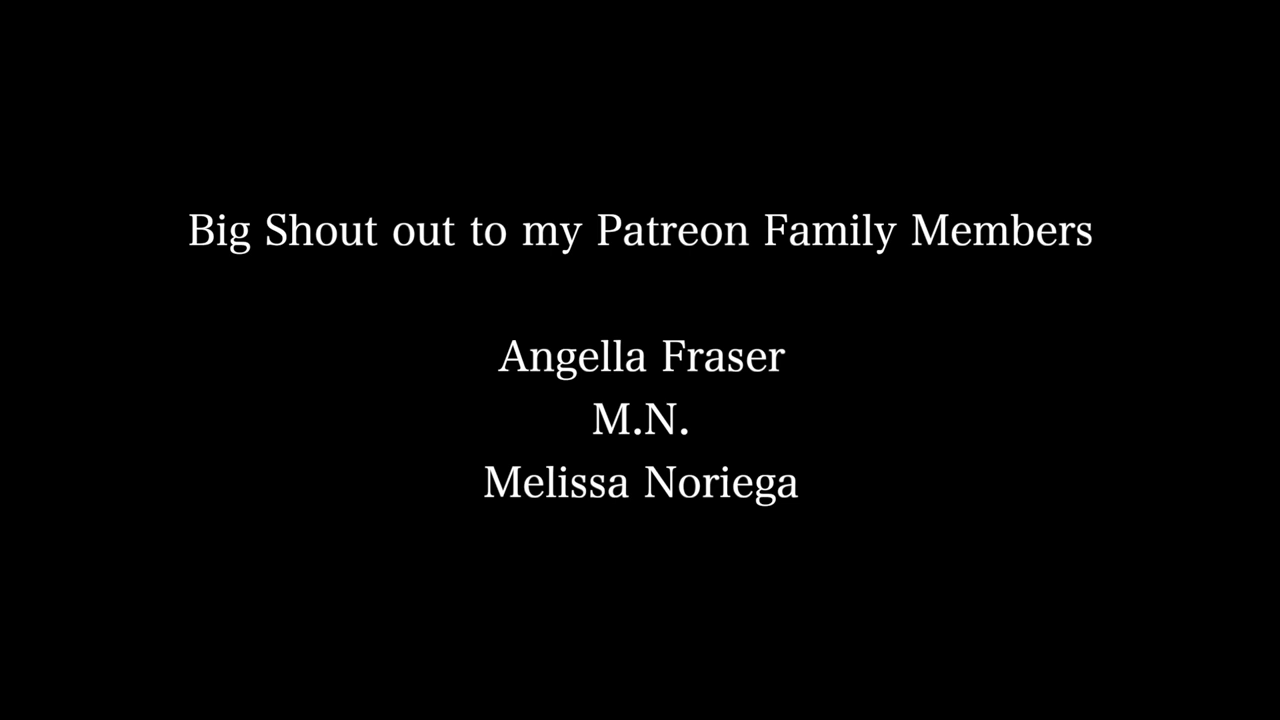 Big Shout out to my Patreon Family Members
Angella Fraser
M.N.
Melissa Noriega